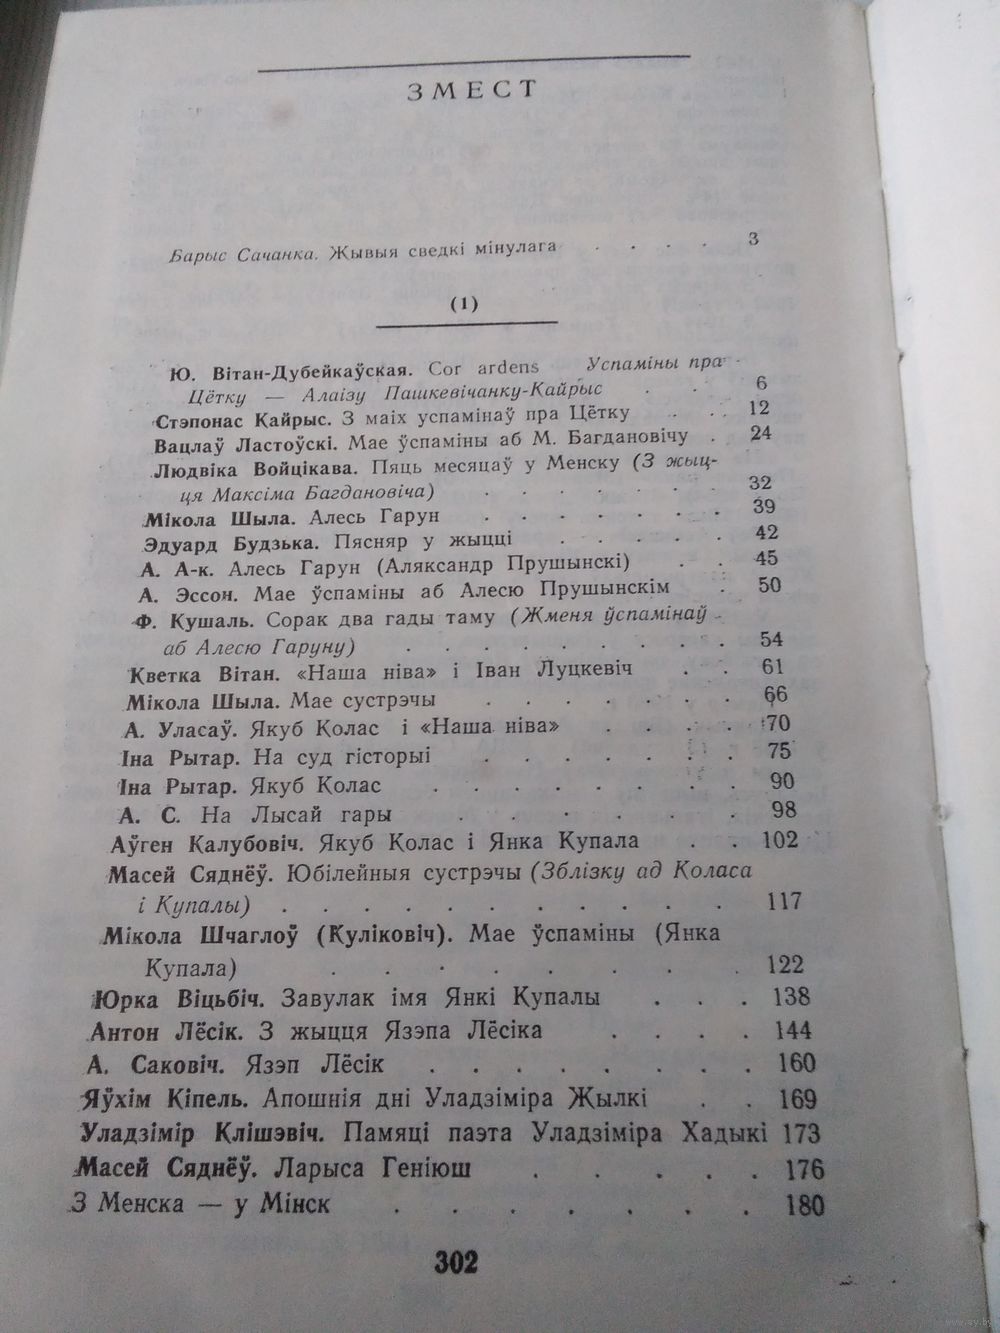 ЗМЕСТ
Барыс Сачанка. Жывыя сведкі мінулага . . . . 3
(1)
Ю. Вітан-Дубейкаўская. Cor ardens Успаміны пра
Цётку — Алаізу Пашкевічанку-Кайрыс . . 6
Стэпонас Кайрыс. З маіх успамінаў пра Цётку . . 12
Вацлаў Ластоўскі. Мае ўспаміны аб М. Багдановічу . 24
Людвіка Войцікава. Пяць месяцаў у Менску (З жыц-
ця Максіма Багдановіча) . . . . . . 32
Мікола Шыла. Алесь Гарун . . . . . . . 39
Эдуард Будзька. Пясняр у жыцці . . . . . 42
А. А-к. Алесь Гарун (Аляксандр Прушынскі) . . 45
А. Эссон. Мае ўспаміны аб Алесю Прушынскім . 50
Ф. Кушаль. Сорак два гады таму (Жменя ўспамінаў
аб Алесю Гаруну) . . . . . . . . . 54
Кветка Вітан. «Наша ніва» і Іван Луцкевіч . . 61
Мікола Шыла. Мае сустрэчы . . . . . . . 66
А. Уласаў. Якуб Колас і «Наша ніва» . . . . 70
Іна Рытар. На суд гісторыі . . . . . . . 75
Іна Рытар. Якуб Колас . . . . . . . . 90
А. С. На Лысай гары . . . . . . . 98
Аўген Калубовіч. Якуб Колас і Янка Купала . . 102
Масей Сяднёў. Юбілейныя сустрэчы (Зблізку ад Коласа
і Купалы) . . . . . . . . . . . 117
Мікола Шчаглоў (Куліковіч). Мае ўспаміны (Янка
Купала) . . . . . . . . 122
Юрка Віцьбіч. Завулак імя Янкі Купалы . . . 138
Антон Лёсік. З жыцця Язэпа Лёсіка . . . . 144
А. Саковіч. Язэп Лёсік . . . . . . . . 160
Яўхім Кіпель. Апошнія дні Уладзіміра Жылкі . . 169
Уладзімір Клішэвіч. Памяці паэта Уладзіміра Хадыкі 173
Масей Сяднёў. Ларыса Геніюш . . . . . 176
З Менска — у Мінск . . . . . . . 180
302
www.ay.by